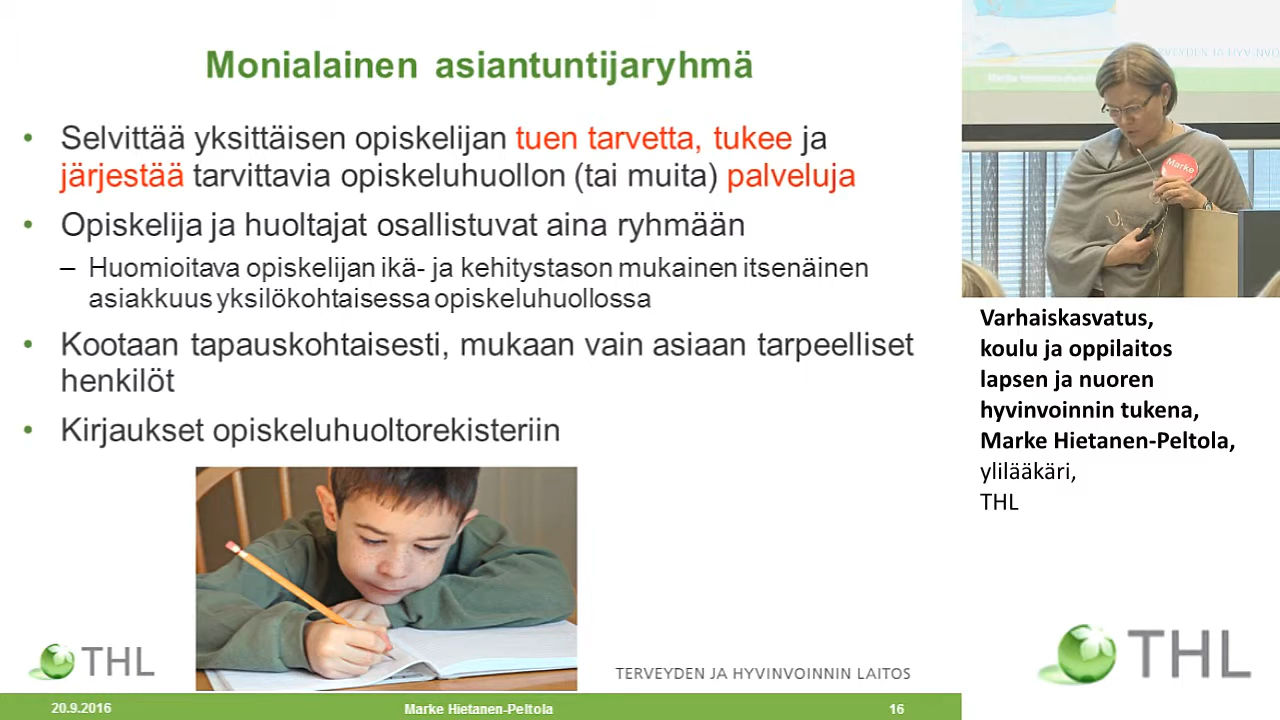 Monialainen asiantuntijaryhmä
• Selvittää yksittäisen opiskelijan tuen tarvetta, tukee ja
järjestää tarvittavia opiskeluhuollon (tai muita) palveluja
• Opiskelija ja huoltajat osallistuvat aina ryhmään
– Huomioitava opiskelijan ikä- ja kehitystason mukainen itsenäinen
asiakkuus yksilökohtaisessa opiskeluhuollossa
• Kootaan tapauskohtaisesti, mukaan vain asiaan tarpeelliset
henkilöt
• Kirjaukset opiskeluhuoltorekisteriin
THL
TERVEYDEN JA HYVINVOINNIN LAITOS
20.9.2016
Marke Hietanen-Peltola
16
Marke
Varhaiskasvatus,
koulu ja oppilaitos
lapsen ja nuoren
hyvinvoinnin tukena,
Marke Hietanen-Peltola,
ylilääkäri,
THL
THL